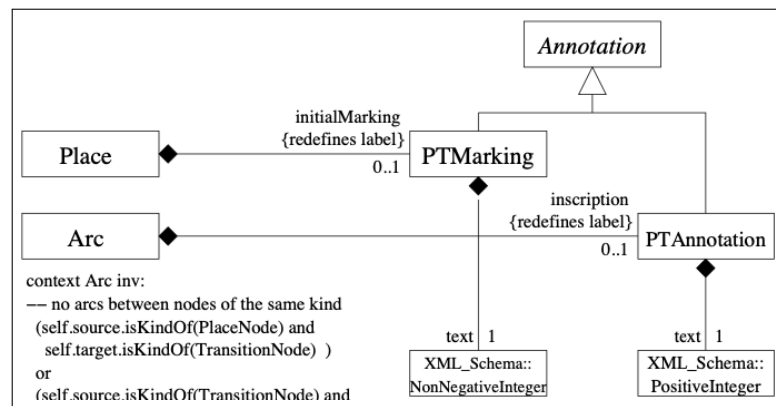 Annotation
initialMarking
{redefines label}
Place
PTMarking
0..1
inscription
{redefines label}
Arc
PTAnnotation
0..1
context Arc inv:
−− no arcs between nodes of the same kind
(self.source.isKindOf(PlaceNode) and
self.target.isKindOf(TransitionNode) )
or
(self.source.isKindOf(TransitionNode) and
text 1
XML_Schema::
NonNegativeInteger
text 1
XML_Schema::
PositiveInteger